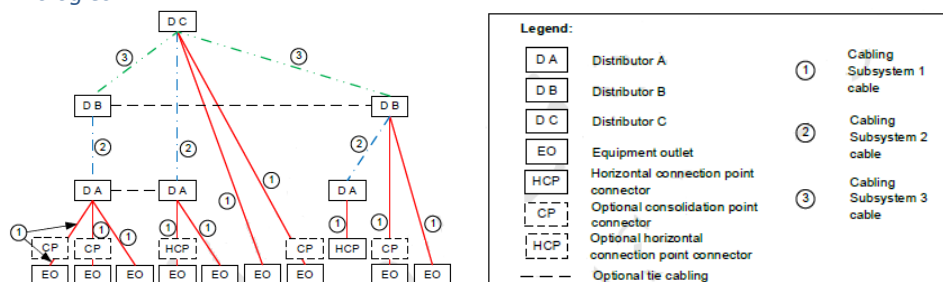 D C
3
3
D B
D B
2
2
2
D A
D A
D A
1
1
1
1
1
1
1
1
1
1
1
CP
CP
HCP
CP
HCP
CP
EO
EO
EO
EO
EO
EO
EO
EO
EO
Legend:
D A Distributor A
D B Distributor B
D C Distributor C
EO Equipment outlet
HCP Horizontal connection point
connector
CP Optional consolidation point
connector
HCP Optional horizontal
connection point connector
Optional tie cabling
1 Cabling
Subsystem 1
cable
2 Cabling
Subsystem 2
cable
3 Cabling
Subsystem 3
cable